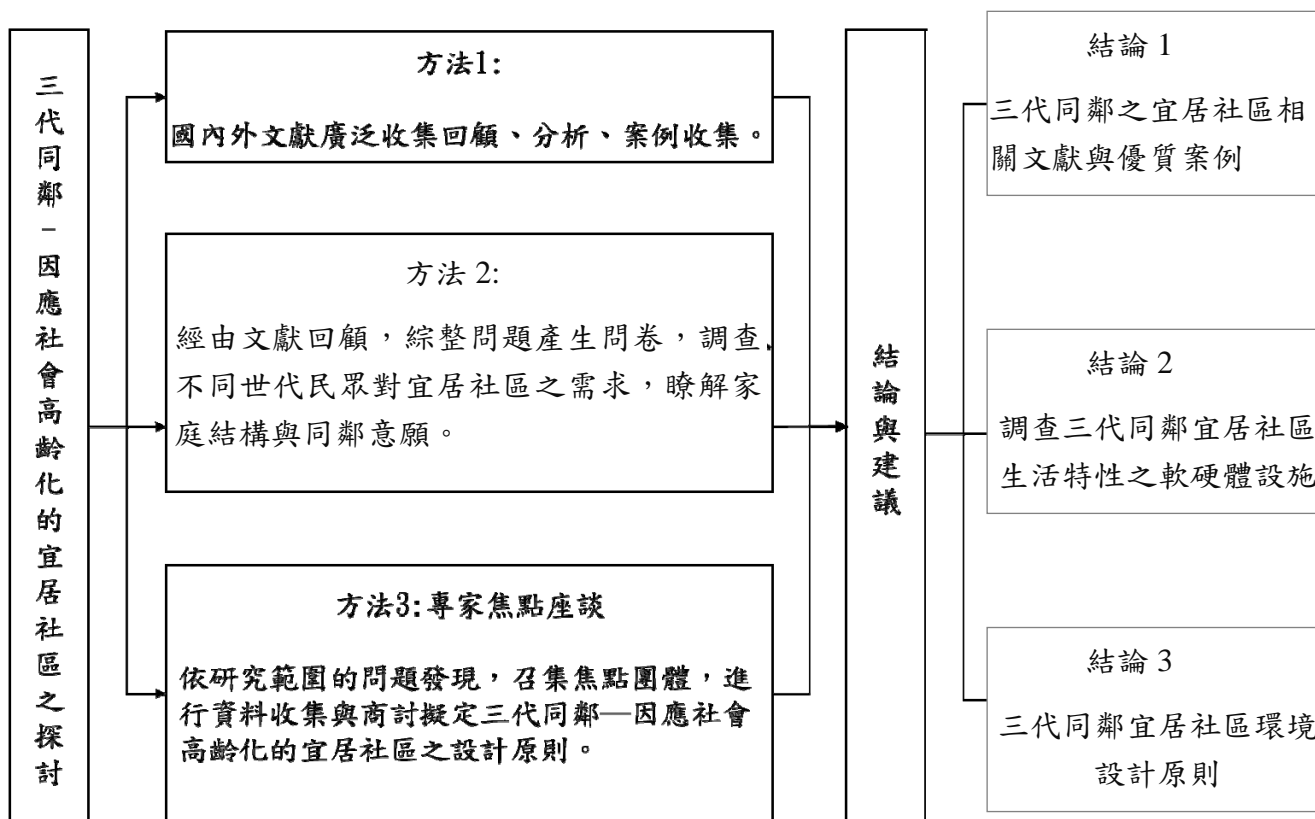 三代同鄰–因應社會高齡化的宜居社區之探討
方法1:
國內外文獻廣泛收集回顧、分析、案例收集。
方法 2:
經由文獻回顧，綜整問題產生問卷，調查
不同世代民眾對宜居社區之需求，瞭解家
庭結構與同鄰意願。
方法3:專家焦點座談
依研究範圍的問題發現，召集焦點團體，進
行資料收集與商討擬定三代同鄰—因應社會
高齡化的宜居社區之設計原則。
結論與建議
結論 1
三代同鄰之宜居社區相
關文獻與優質案例
結論 2
調查三代同鄰宜居社區
生活特性之軟硬體設施
結論 3
三代同鄰宜居社區環境
設計原則